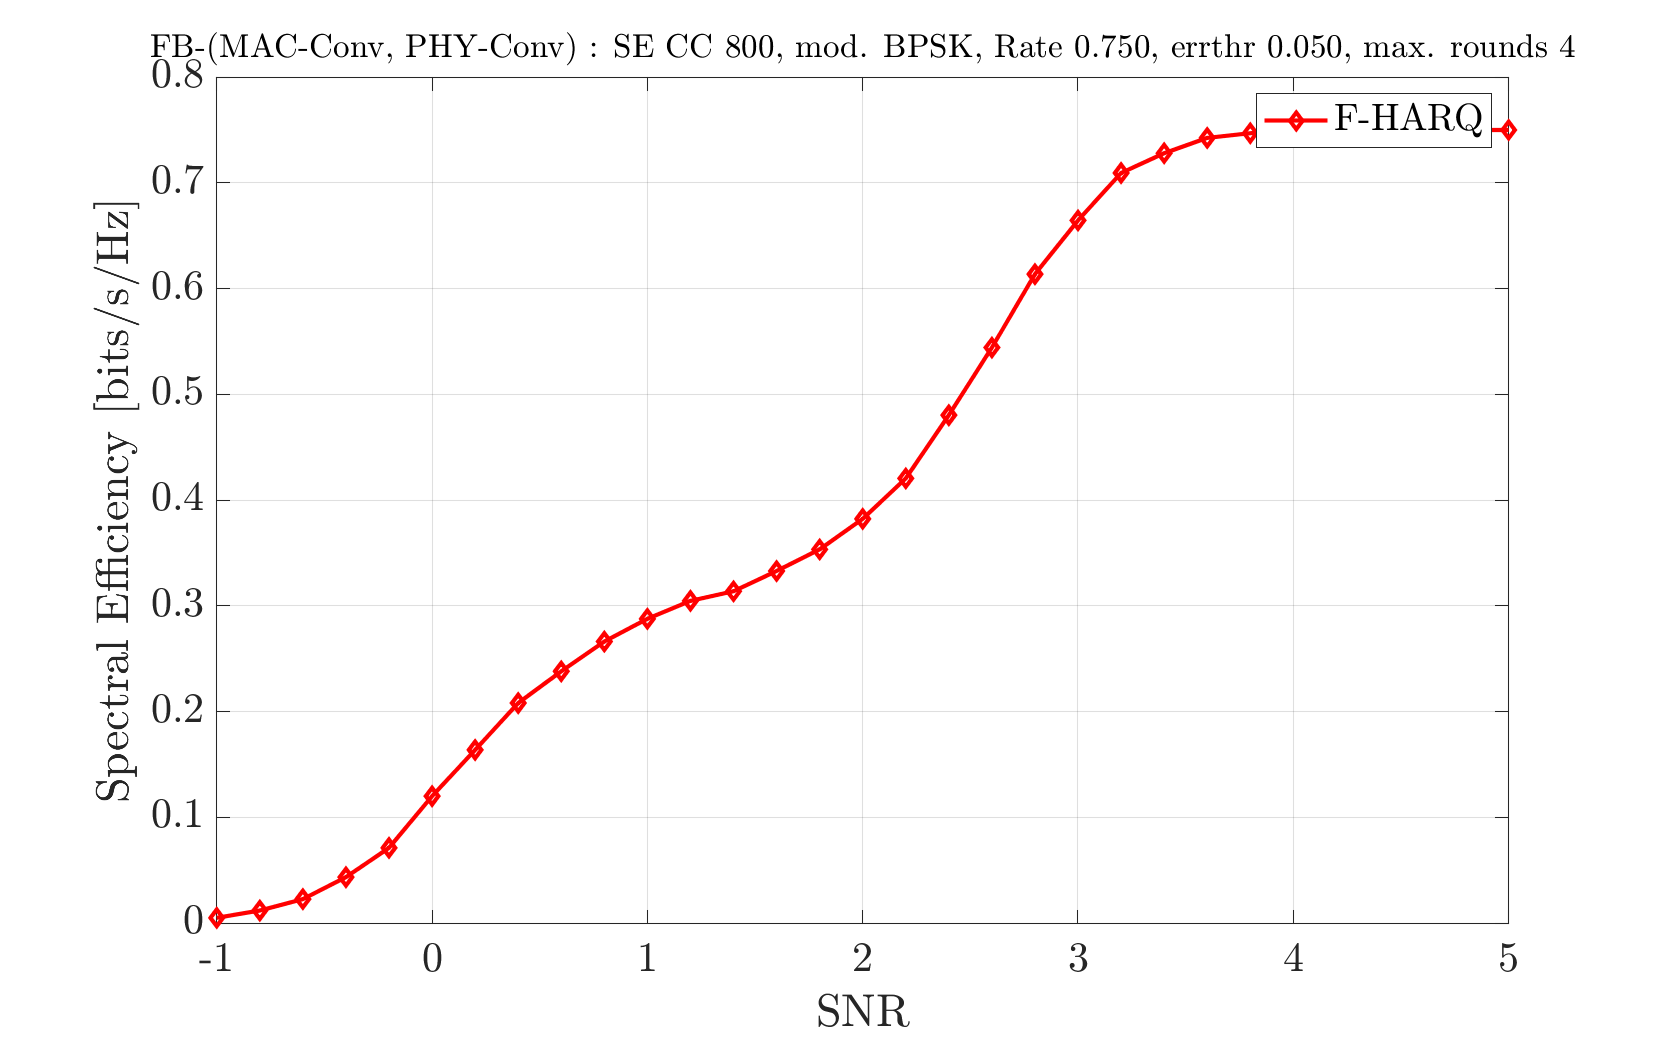 FB-(MAC-Conv, PHY-Conv) : SE CC 800, mod. BPSK, Rate 0.750, errthr 0.050, max. rounds 4
F-HARQ
Spectral Efficiency [bits/s/Hz]
0.8
0.7
0.6
0.5
0.4
0.3
0.2
0.1
0
-1 0 1 2 3 4 5
SNR